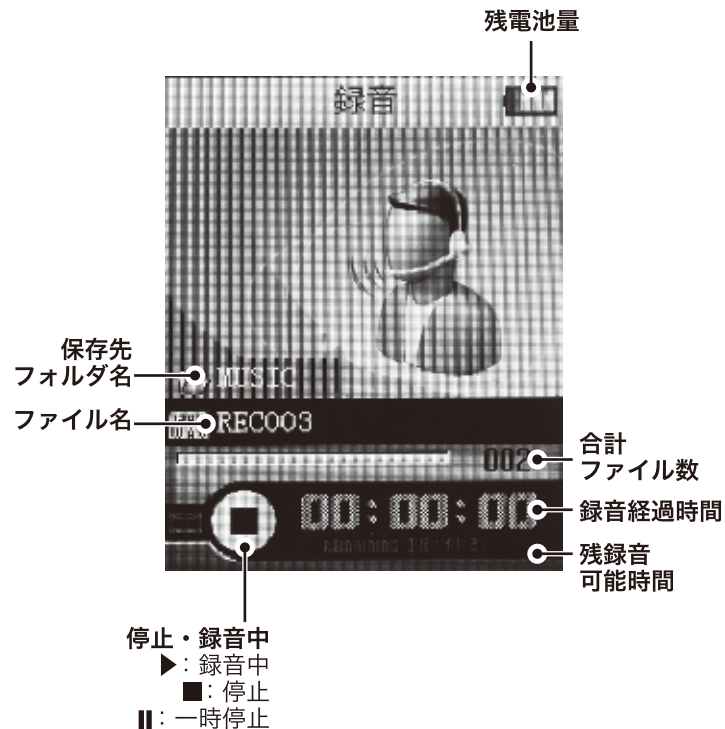 残電池量
録音
保存先
フォルダ名
MUSIC
ファイル名
REC003
002
合計
ファイル数
00:00:00
録音経過時間
REMAINING
残録音
可能時間
停止・録音中
▶：録音中
■：停止
⏸：一時停止